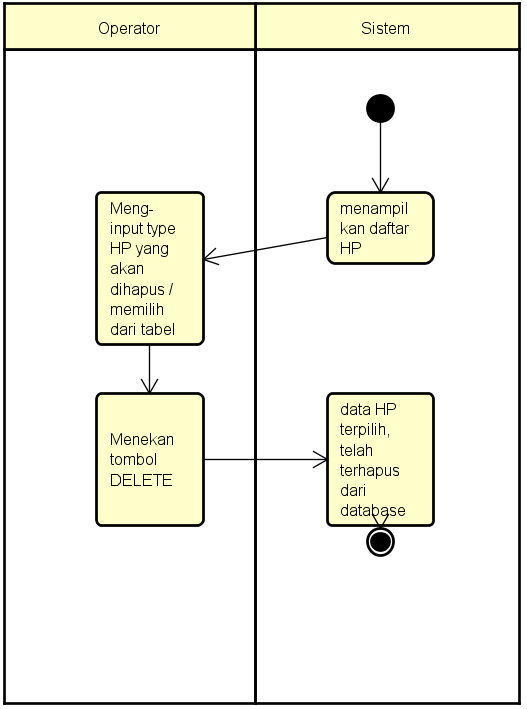 Operator
Sistem
menampil
kan daftar
HP
Meng-
input type
HP yang
akan
dihapus /
memilih
dari tabel
Menekan
tombol
DELETE
data HP
terpilih,
telah
terhapus
dari
database